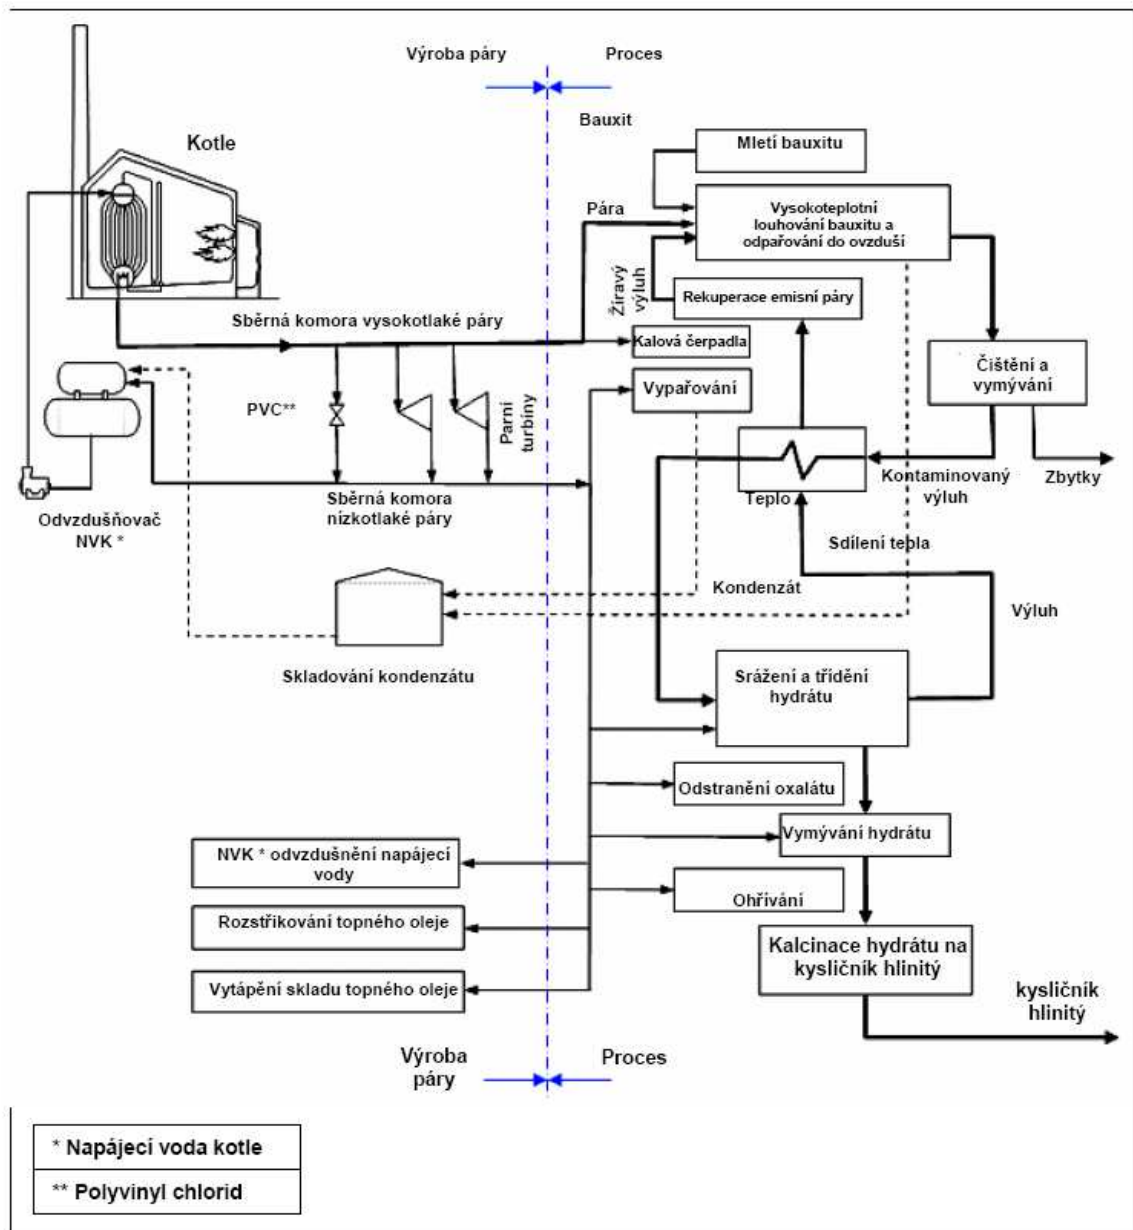 Výroba páry
Proces
Bauxit
Kotle
Mletí bauxitu
Pára
Vysokoteplotní
louhování bauxitu a
odpařování do ovzduší
Žíravý
výluh
Rekuperace emisní páry
Sběrná komora vysokotlaké páry
Kalová čerpadla
Čištění a
vymývání
Vypařování
PVC**
Parní
turbíny
Kontaminovaný
výluh
Zbytky
Teplo
Sběrná komora
nízkotlaké páry
Odvzdušňovač
NVK *
Sdílení tepla
Kondenzát
Výluh
Skladování kondenzátu
Srážení a třídění
hydrátu
Odstranění oxalátu
Vymývání hydrátu
NVK * odvzdušnění napájecí
vody
Ohřívání
Rozstřikování topného oleje
Kalcinace hydrátu na
kysličník hlinitý
Vytápění skladu topného oleje
kysličník
hlinitý
Výroba
páry
Proces
* Napájecí voda kotle
** Polyvinyl chlorid